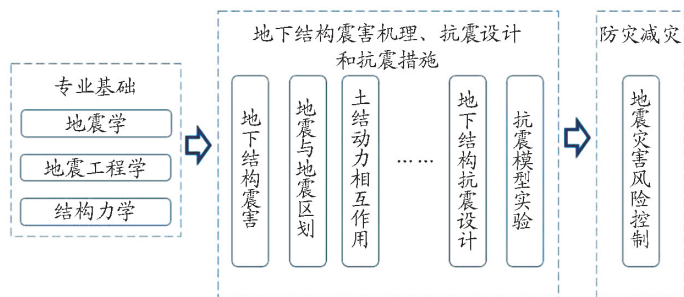 专业基础
地震学
地震工程学
结构力学
地下结构震害机理、抗震设计
和抗震措施
地下结构震害
地震与地震区划
土结动力相互作用
……
地下结构抗震设计
抗震模型实验
防灾减灾
地震灾害风险控制